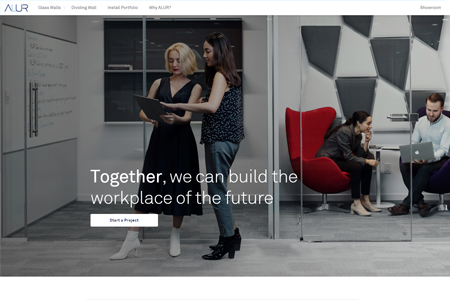 ALUR
Glass Walls
Dividing Wall
Install Portfolio
Why ALUR?
Showroom
Together, we can build the
workplace of the future
Start a Project